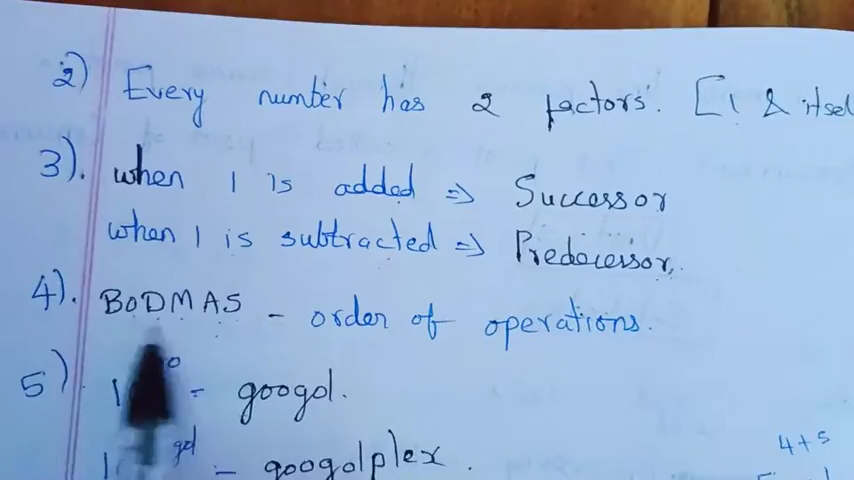 2) Every number has 2 factors. [1 & itsel
3). when 1 is added => Successor
when 1 is subtracted => Predecessor.
4). BODMAS - order of operations.
5) = googol.
- googolplex.
4+5